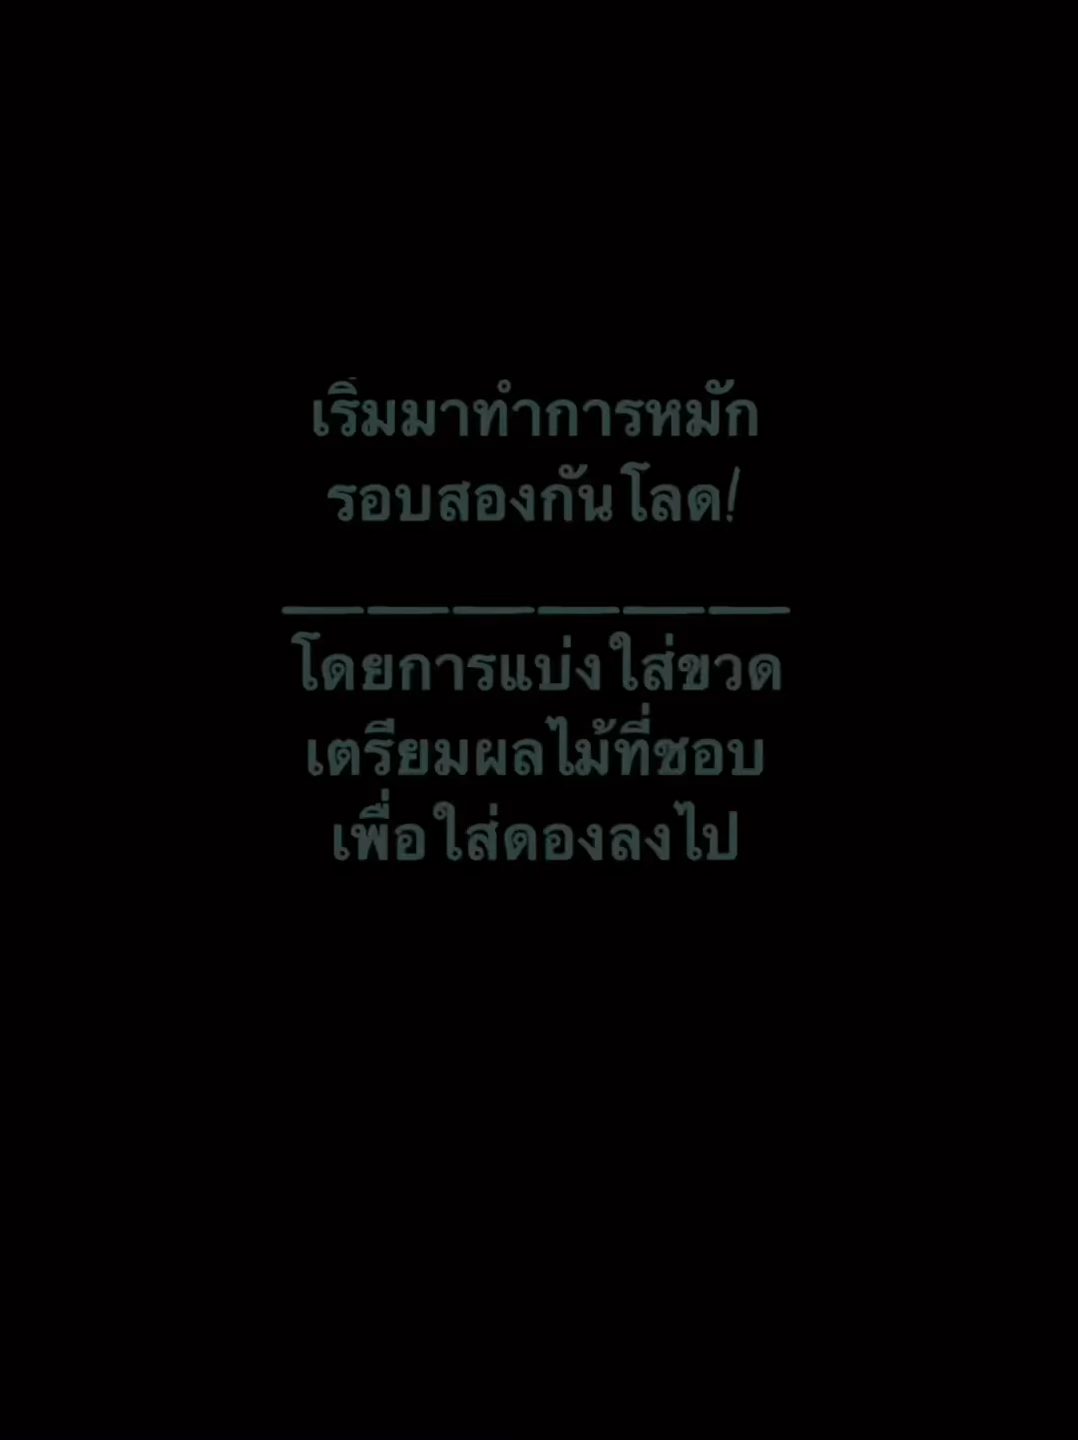 เริ่มมาทำการหมัก
รอบสองกันโลด!
——————
โดยการแบ่งใส่ขวด
เตรียมผลไม้ที่ชอบ
เพื่อใส่ดองลงไป